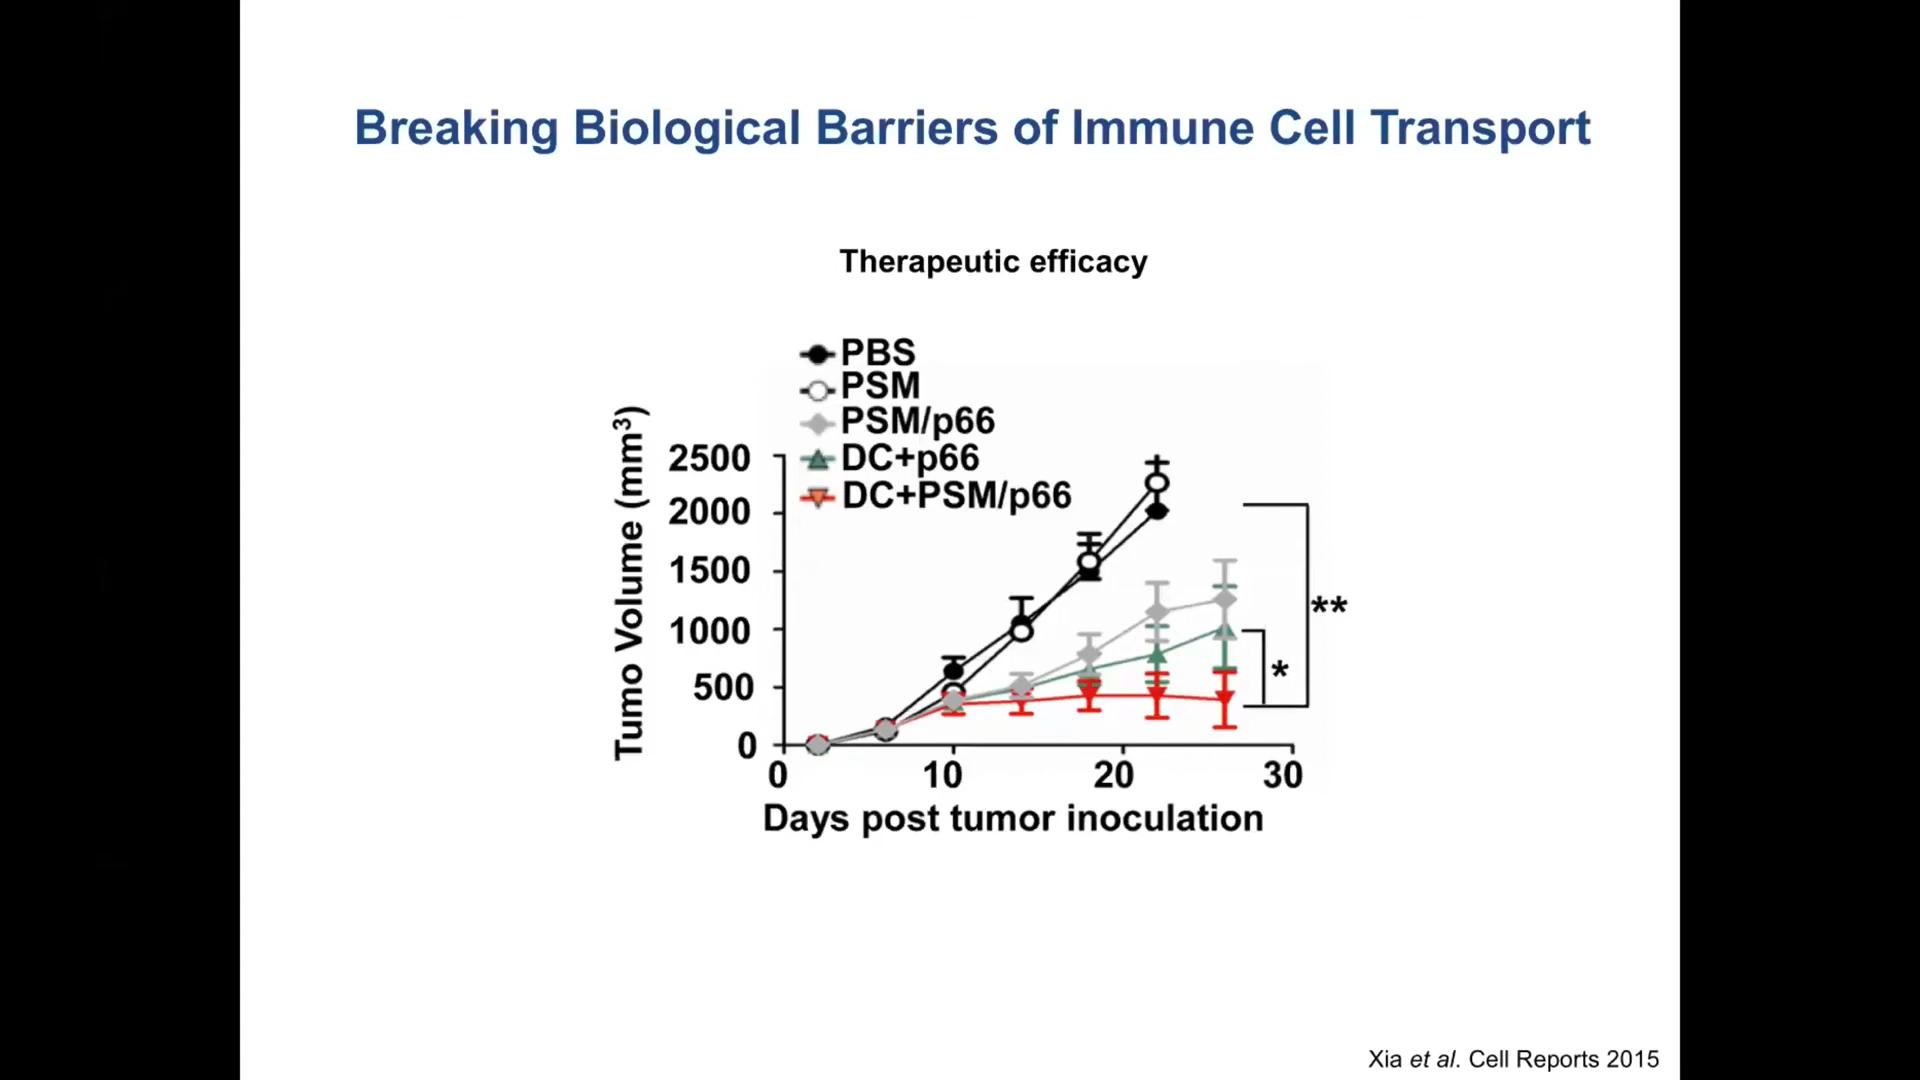 Breaking Biological Barriers of Immune Cell Transport
Therapeutic efficacy
PBS
PSM
PSM/p66
DC+p66
DC+PSM/p66
Tumo Volume (mm³)
2500
2000
1500
1000
500
0
**
*
0 10 20 30
Days post tumor inoculation
Xia et al. Cell Reports 2015